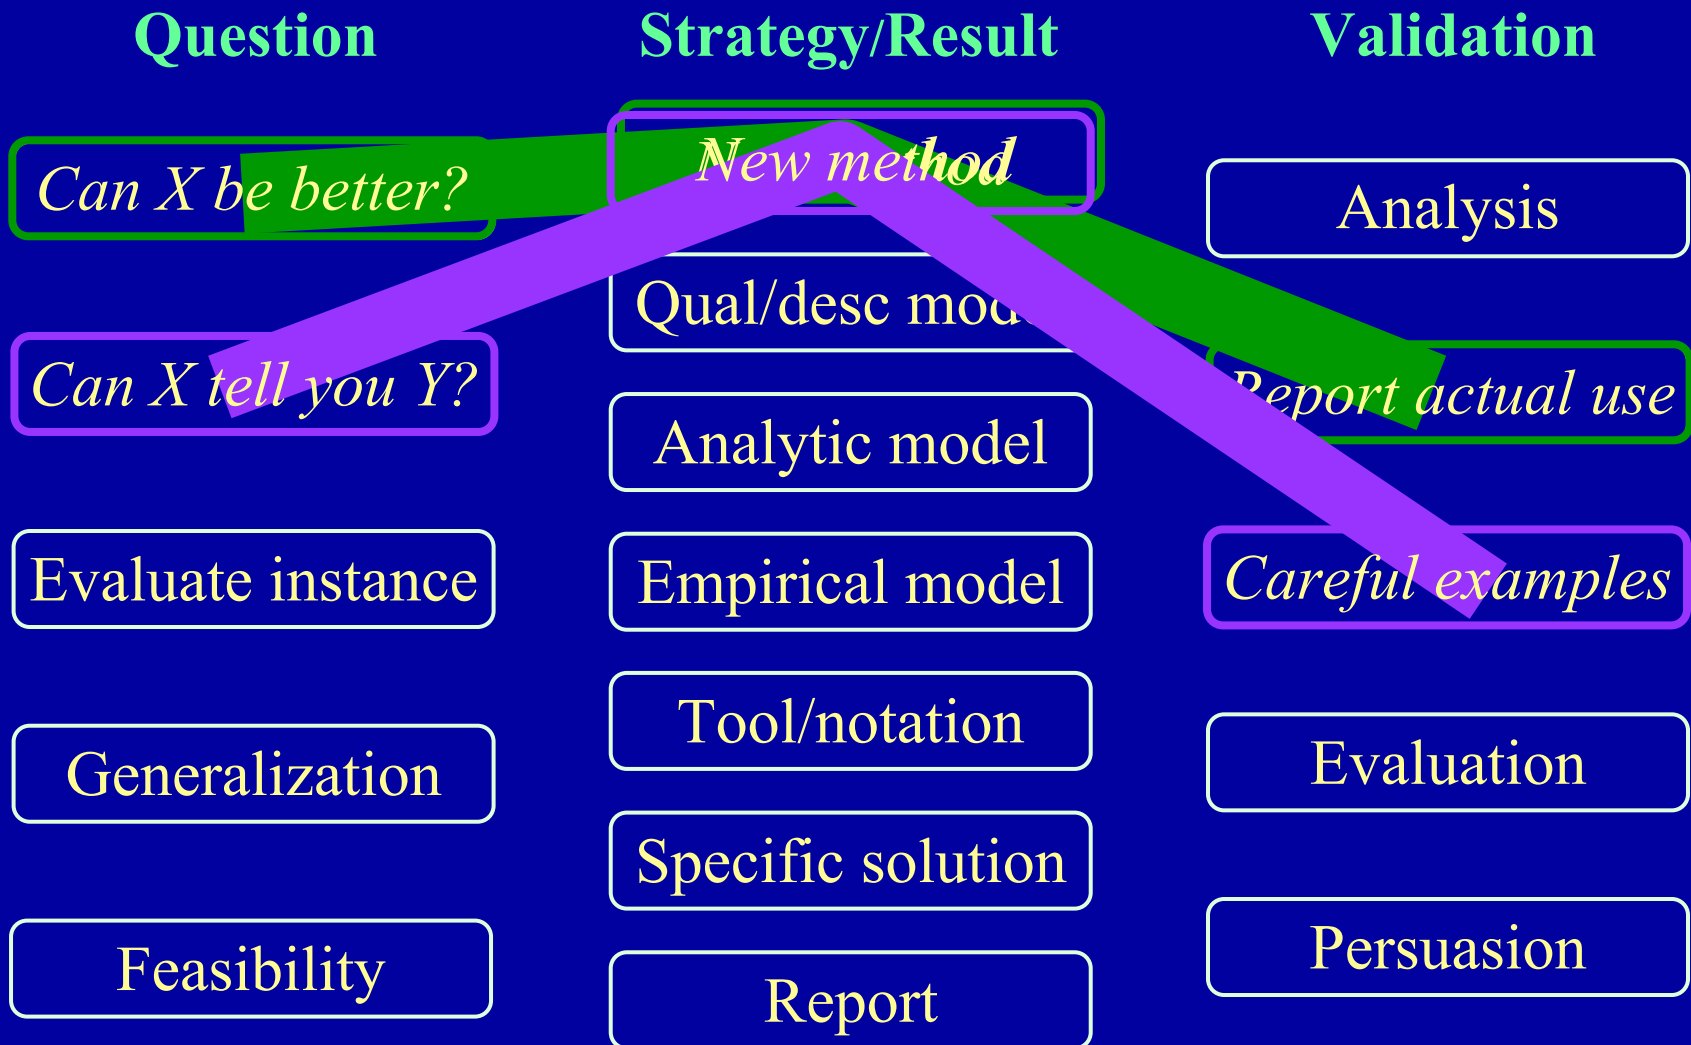 Question
Strategy/Result
Validation
Can X be better?
Can X tell you Y?
Evaluate instance
Generalization
Feasibility
New method
Qual/desc
Analytic model
Empirical model
Tool/notation
Specific solution
Report
Analysis
Report actual use
Careful examples
Evaluation
Persuasion